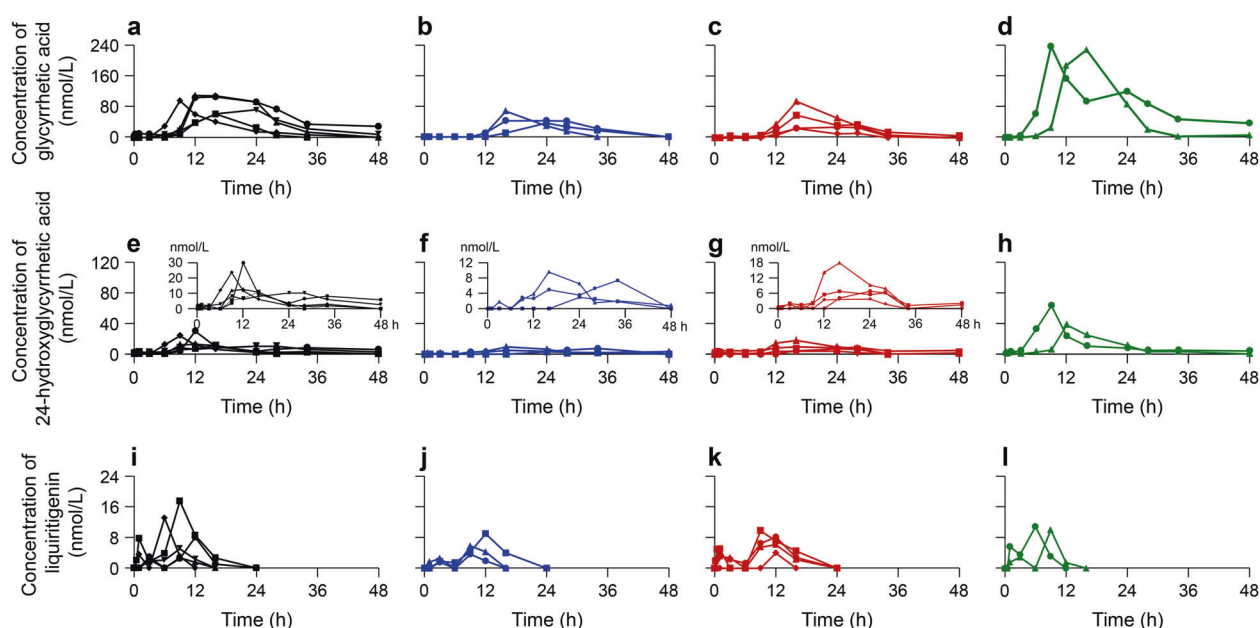 a
b
c
d
Concentration of
glycyrrhetic acid
(nmol/L)
240
160
80
0
0 12 24 36 48
0 12 24 36 48
0 12 24 36 48
0 12 24 36 48
Time (h)
Time (h)
Time (h)
Time (h)
e
f
g
h
Concentration of
24-hydroxyglycyrrhetic acid
(nmol/L)
120
80
40
0
nmol/L
30
20
10
0
0 12 24 36 48 h
nmol/L
12
8
4
0
0 12 24 36 48 h
nmol/L
18
12
6
0
0 12 24 36 48 h
0 12 24 36 48
0 12 24 36 48
0 12 24 36 48
0 12 24 36 48
Time (h)
Time (h)
Time (h)
Time (h)
i
j
k
l
Concentration of
liquiritigenin
(nmol/L)
24
16
8
0
0 12 24 36 48
0 12 24 36 48
0 12 24 36 48
0 12 24 36 48
Time (h)
Time (h)
Time (h)
Time (h)